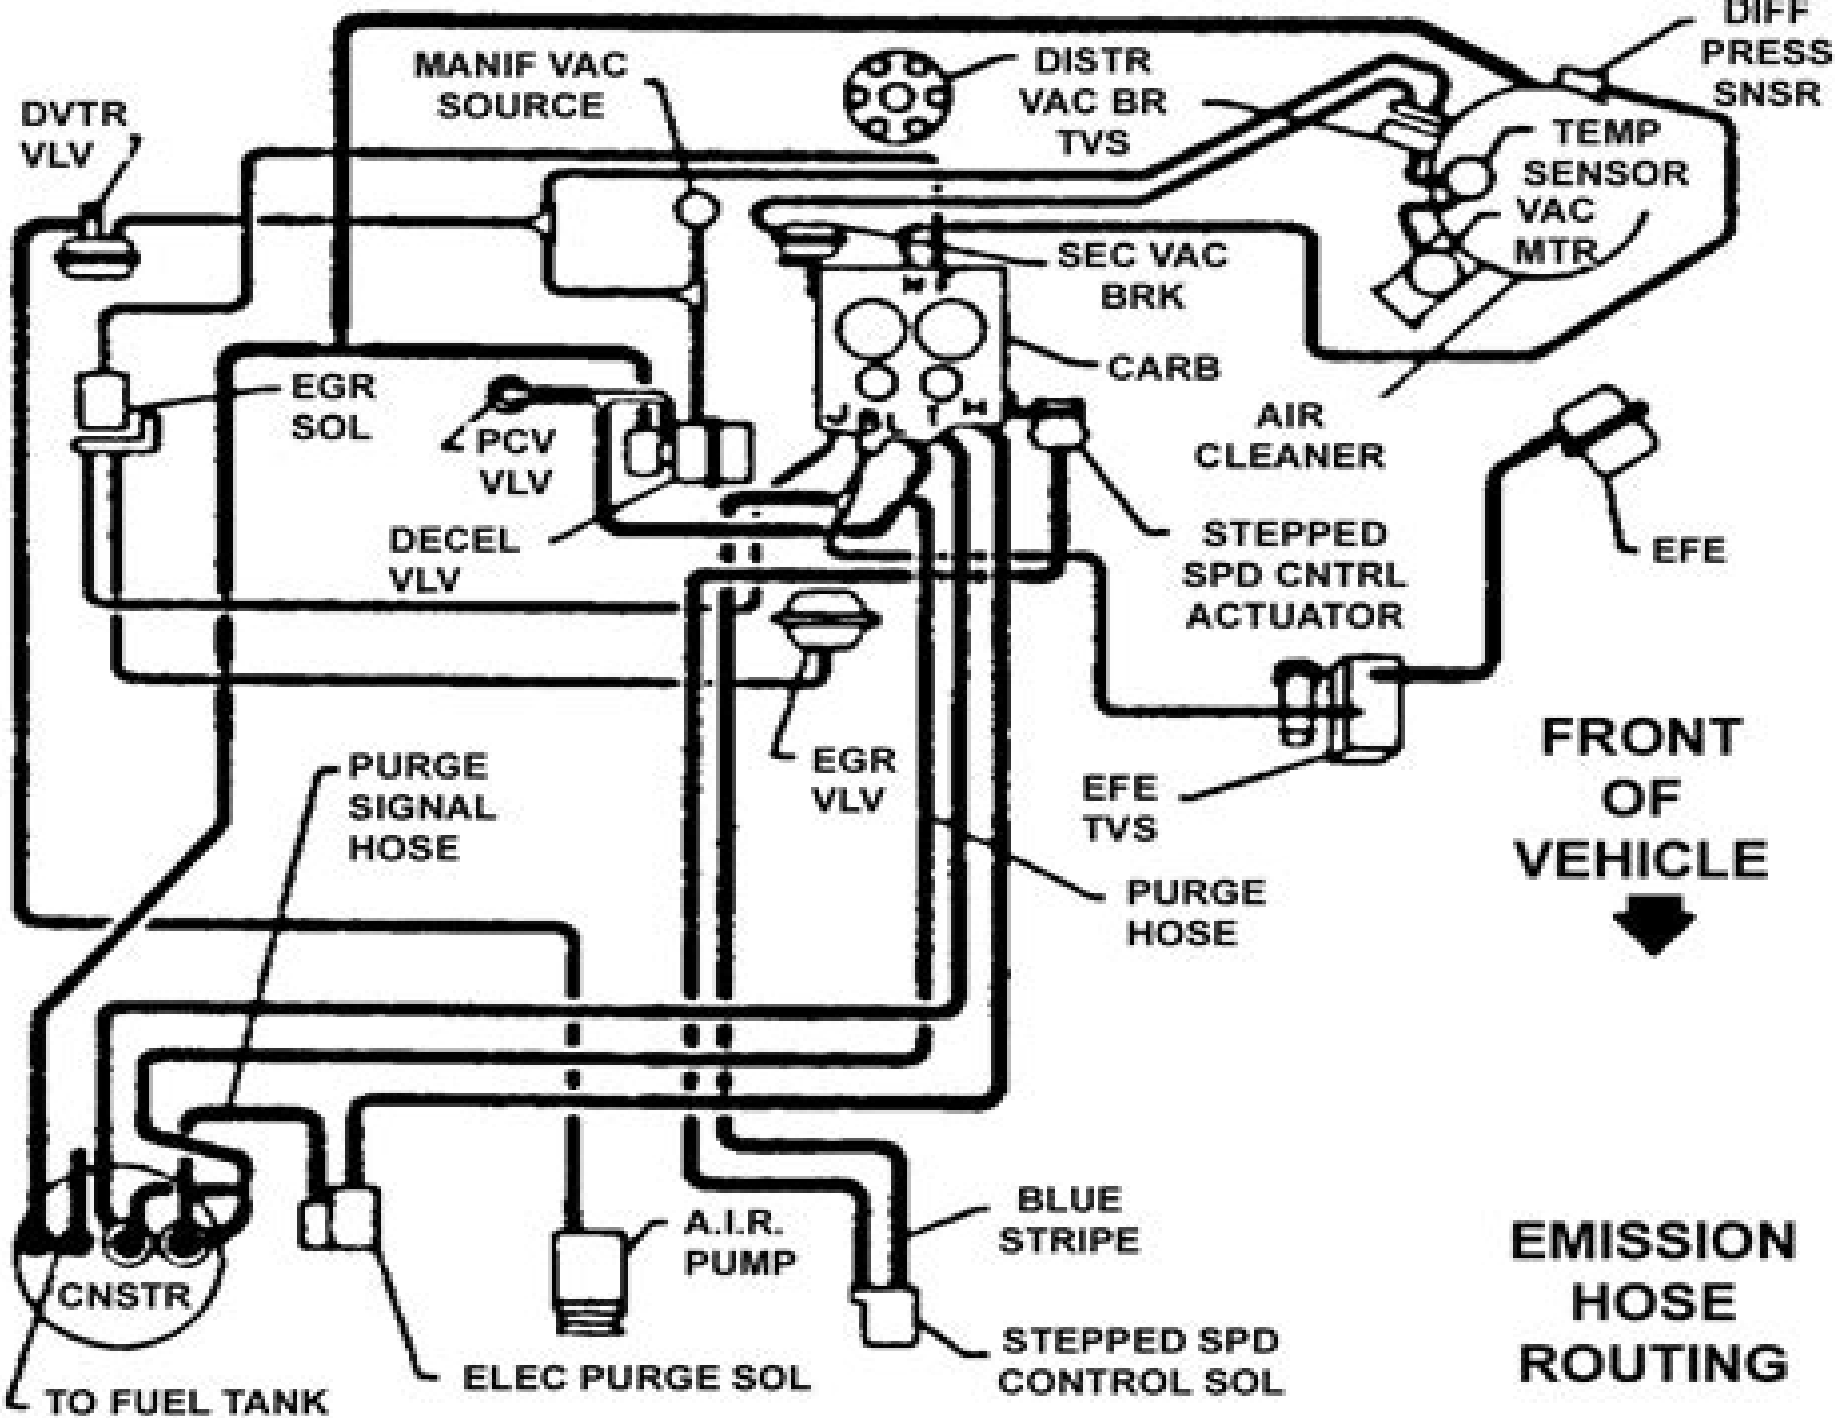 DIFF
PRESS
SNSR
MANIF VAC
SOURCE
DISTR
VAC BR
TVS
DVTR
VLV
TEMP
SENSOR
VAC
MTR
SEC VAC
BRK
CARB
EGR
SOL
PCV
VLV
AIR
CLEANER
DECEL
VLV
STEPPED
SPD CNTRL
ACTUATOR
EFE
EGR
VLV
EFE
TVS
PURGE
SIGNAL
HOSE
PURGE
HOSE
FRONT
OF
VEHICLE
A.I.R.
PUMP
BLUE
STRIPE
CNSTR
TO FUEL TANK
ELEC PURGE SOL
STEPPED SPD
CONTROL SOL
EMISSION
HOSE
ROUTING